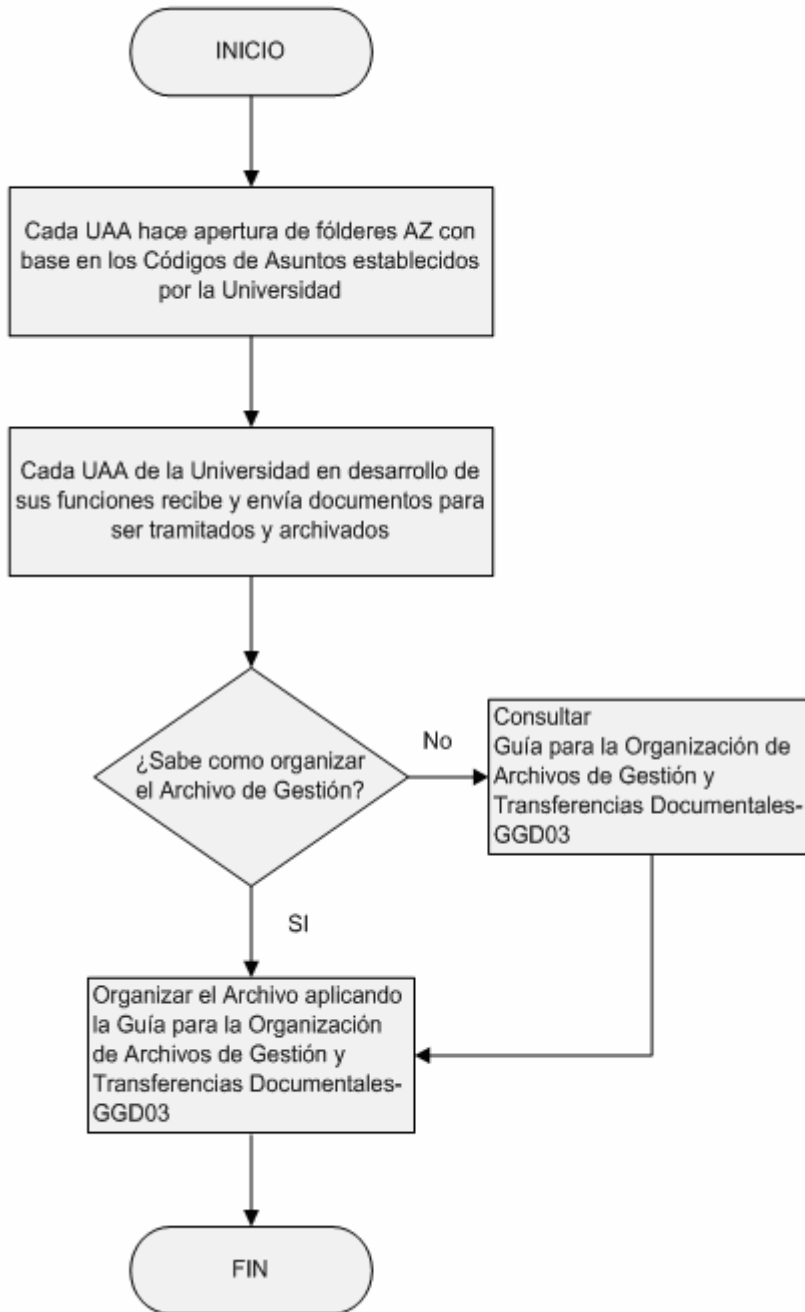 INICIO
Cada UAA hace apertura de fólderes AZ con
base en los Códigos de Asuntos establecidos
por la Universidad
Cada UAA de la Universidad en desarrollo de
sus funciones recibe y envía documentos para
ser tramitados y archivados
¿Sabe como organizar
el Archivo de Gestión?
No
Consultar
Guía para la Organización de
Archivos de Gestión y
Transferencias Documentales-
GGD03
SI
Organizar el Archivo aplicando
la Guía para la Organización
de Archivos de Gestión y
Transferencias Documentales-
GGD03
FIN